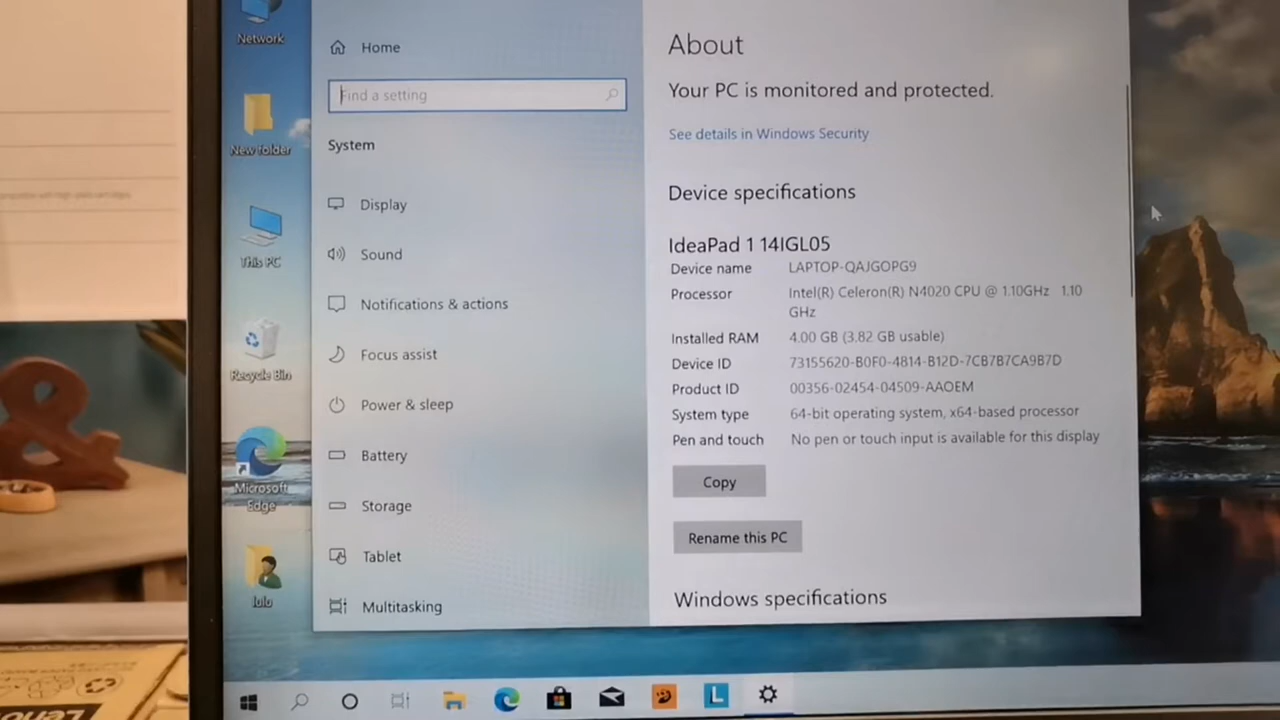 Network
New folder
This PC
Recycle Bin
Microsoft
Edge
lolo
Home
Find a setting
System
Display
Sound
Notifications & actions
Focus assist
Power & sleep
Battery
Storage
Tablet
Multitasking
About
Your PC is monitored and protected.
See details in Windows Security
Device specifications
IdeaPad 1 14IGL05
Device name LAPTOP-QAJGOPG9
Processor Intel(R) Celeron(R) N4020 CPU @ 1.10GHz 1.10
GHz
Installed RAM 4.00 GB (3.82 GB usable)
Device ID 73155620-B0F0-4814-B12D-7CB7B7CA9B7D
Product ID 00356-02454-04509-AAOEM
System type 64-bit operating system, x64-based processor
Pen and touch No pen or touch input is available for this display
Copy
Rename this PC
Windows specifications
&
L